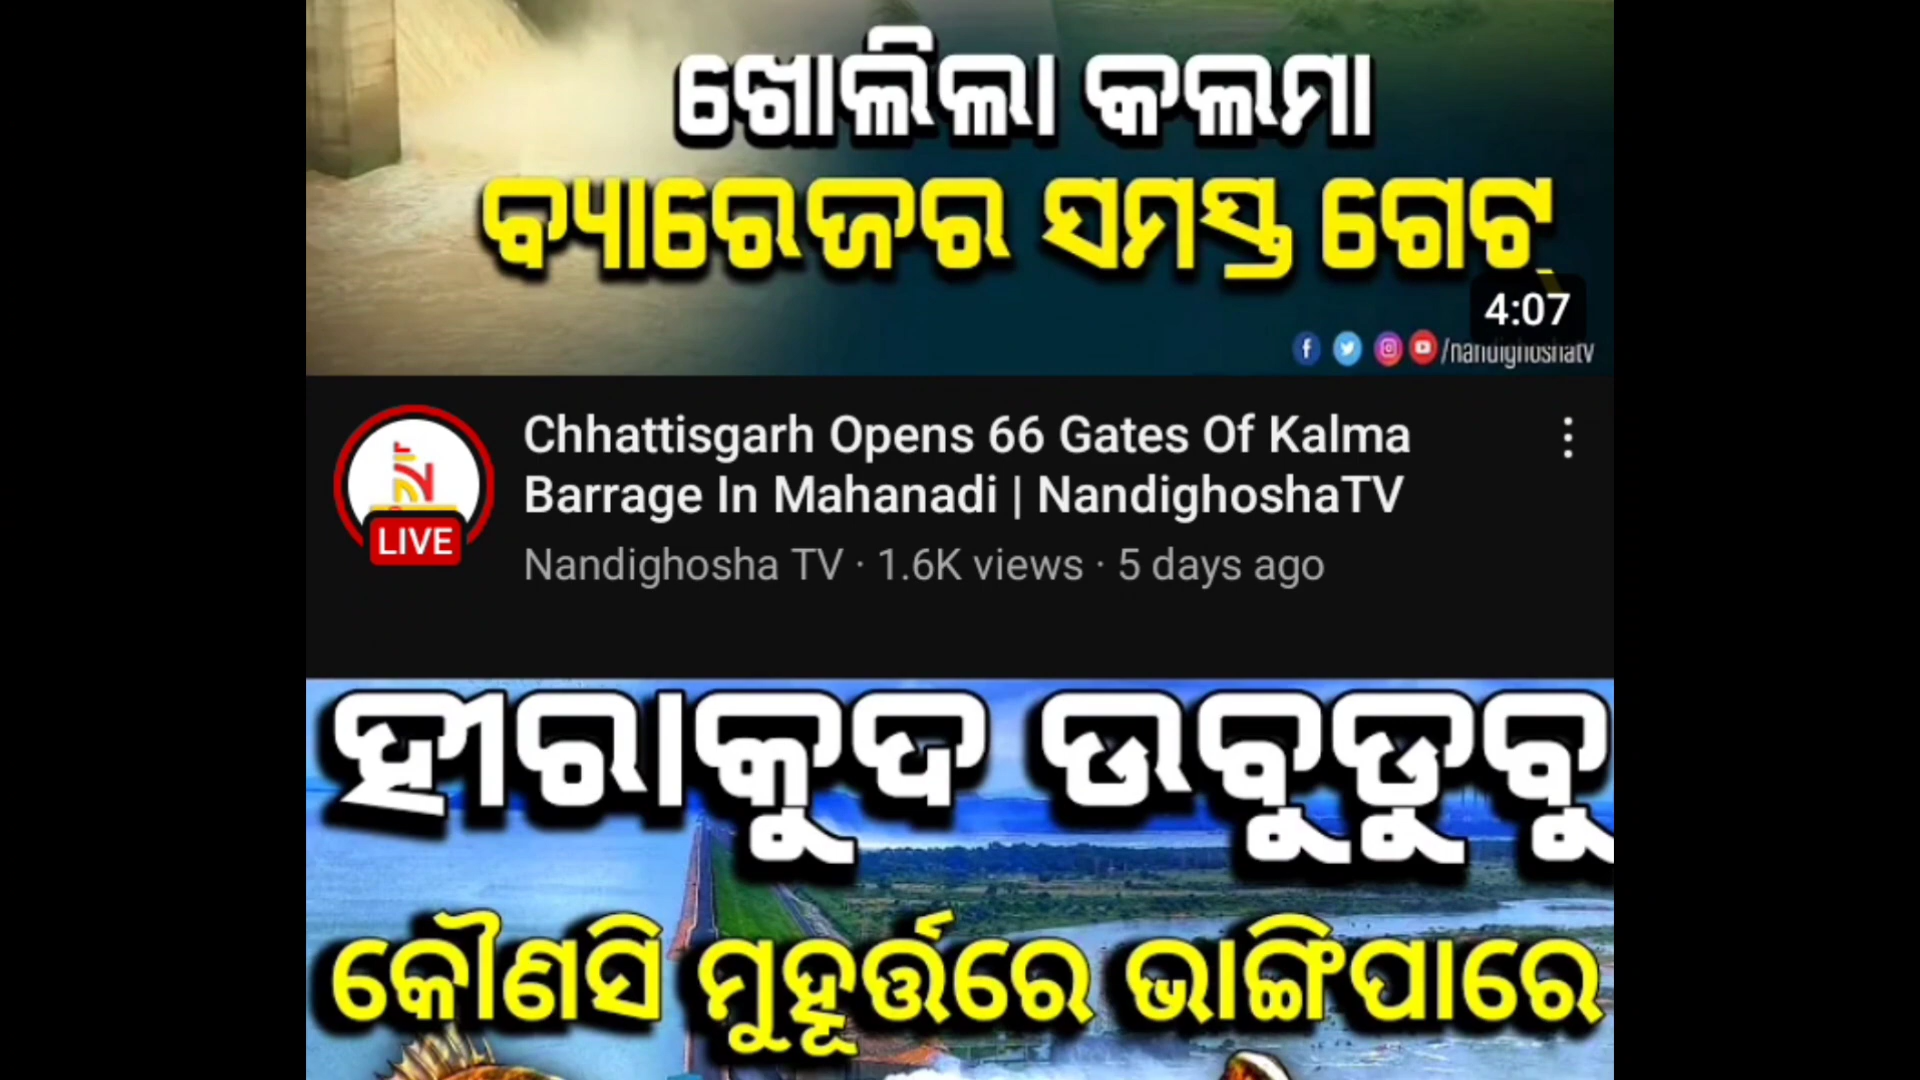 ଖୋଲିଲା କଲମା
ବ୍ୟାରେଜର ସମସ୍ତ ଗେଟ୍
4:07
/nandighoshatv
Chhattisgarh Opens 66 Gates Of Kalma
Barrage In Mahanadi | NandighoshaTV
LIVE
Nandighosha TV · 1.6K views · 5 days ago
ହୀରାକୁଦ ଉବୁଡୁବୁ
କୌଣସି ମୁହୂର୍ତ୍ତରେ ଭାଙ୍ଗିପାରେ